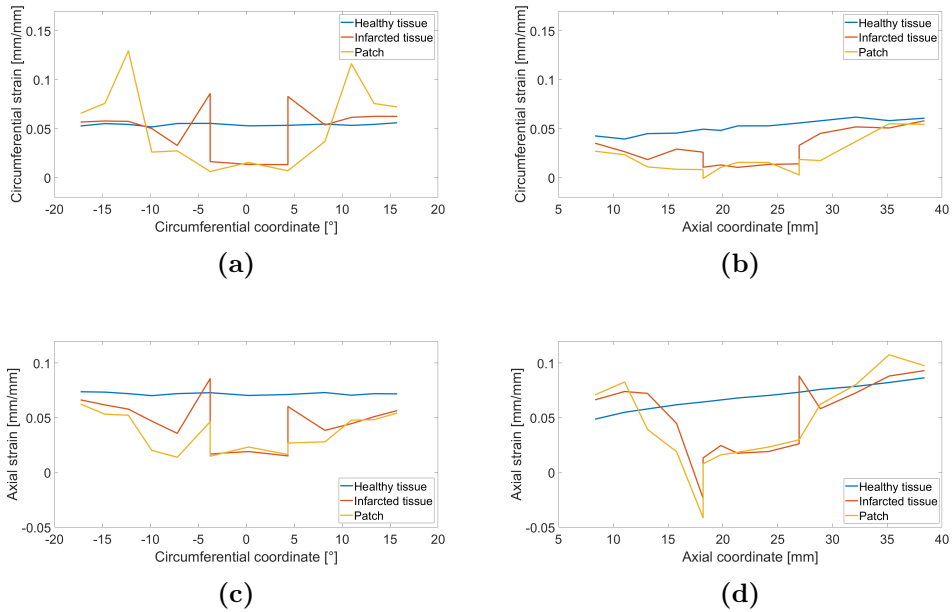 Circumferential strain [mm/mm]
0.15
0.1
0.05
0
Healthy tissue
Infarcted tissue
Patch
-20 -15 -10 -5 0 5 10 15 20
Circumferential coordinate [°]
(a)
Circumferential strain [mm/mm]
0.15
0.1
0.05
0
Healthy tissue
Infarcted tissue
Patch
5 10 15 20 25 30 35 40
Axial coordinate [mm]
(b)
Axial strain [mm/mm]
0.1
0.05
0
-0.05
Healthy tissue
Infarcted tissue
Patch
-20 -15 -10 -5 0 5 10 15 20
Circumferential coordinate [°]
(c)
Axial strain [mm/mm]
0.1
0.05
0
-0.05
Healthy tissue
Infarcted tissue
Patch
5 10 15 20 25 30 35 40
Axial coordinate [mm]
(d)